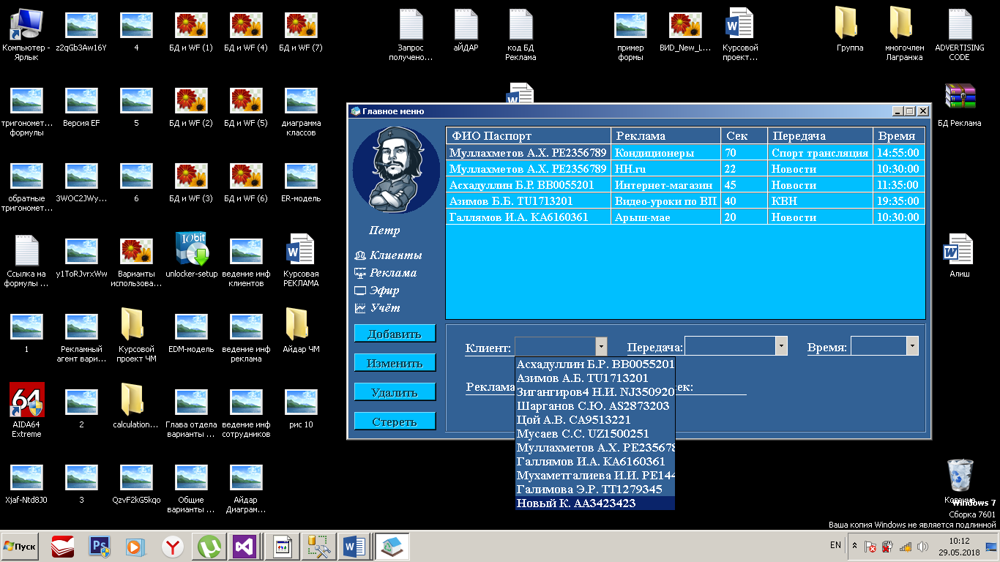 Компьютер - Ярлык
z2qGb3Aw16Y
4
БД и WF (1)
БД и WF (4)
БД и WF (7)
Запрос получено...
аЙДАР
код БД Реклама
пример формы
ВИД_New_L...
Курсовой проект...
Группа
многочлен Лагранжа
ADVERTISING CODE
тригономет... формулы
Версия EF
5
БД и WF (2)
БД и WF (5)
диаграмма классов
БД Реклама
обратные тригономет...
3WOC2JWy...
6
БД и WF (3)
БД и WF (6)
ER-модель
Ссылка на формулы ...
y1ToRJvrxWw
Варианты использова...
IObit
unlocker-setup
ведение инф клиентов
Курсовая РЕКЛАМА
Алиш
1
Рекламный агент вари...
Курсовой проект ЧМ
EDM-модель
ведение инф реклама
Айдар ЧМ
64
AIDA64 Extreme
2
calculation...
Глава отдела варианты ...
ведение инф сотрудников
рис 10
Xjaf-Ntd8J0
3
QzvF2kG5kqo
Общие варианты ...
Айдар Диаграм...
Главное меню
Петр
Клиенты
Реклама
Эфир
Учёт
Добавить
Изменить
Удалить
Стереть
ФИО Паспорт Реклама Сек Передача Время
Муллахметов А.Х. PE2356789 Кондиционеры 70 Спорт трансляция 14:55:00
Муллахметов А.Х. PE2356789 HH.ru 22 Новости 10:30:00
Асхадуллин Б.Р. BB0055201 Интернет-магазин 45 Новости 11:35:00
Азимов Б.Б. TU1713201 Видео-уроки по ВП 40 КВН 19:35:00
Галлямов И.А. KA6160361 Арыш-мае 20 Новости 10:30:00
Клиент: Передача: Время:
Реклама ек:
Асхадуллин Б.Р. BB0055201
Азимов А.Б. TU1713201
Зигангиров4 Н.И. NJ350920
Шарганов С.Ю. AS2873203
Цой А.В. CA9513221
Мусаев С.С. UZ1500251
Муллахметов А.Х. PE235678
Галлямов И.А. KA6160361
Мухаметгалиева И.И. PE144
Галимова Э.Р. TT1279345
Новый К. AA3423423
Windows 7
Сборка 7601
Ваша копия Windows не является подлинной
Пуск
EN
10:12
29.05.2018